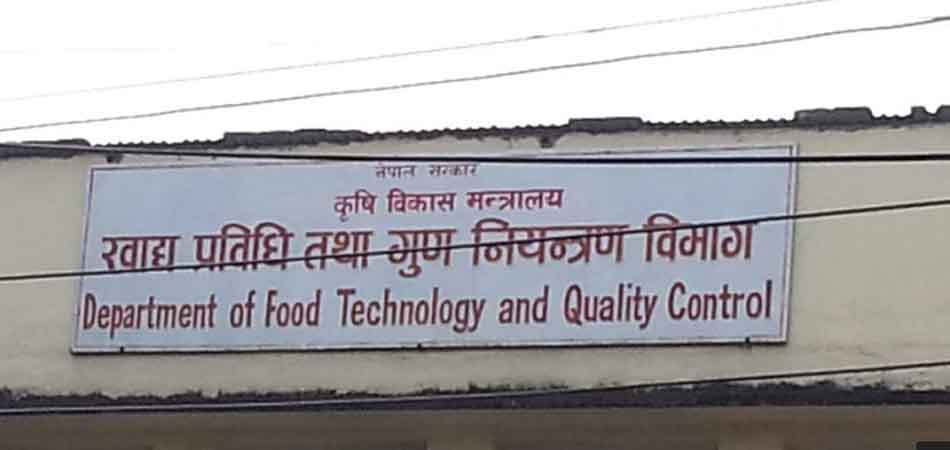 नेपाल सरकार
कृषि विकास मन्त्रालय
खाद्य प्रविधि तथा गुण नियन्त्रण विभाग
Department of Food Technology and Quality Control